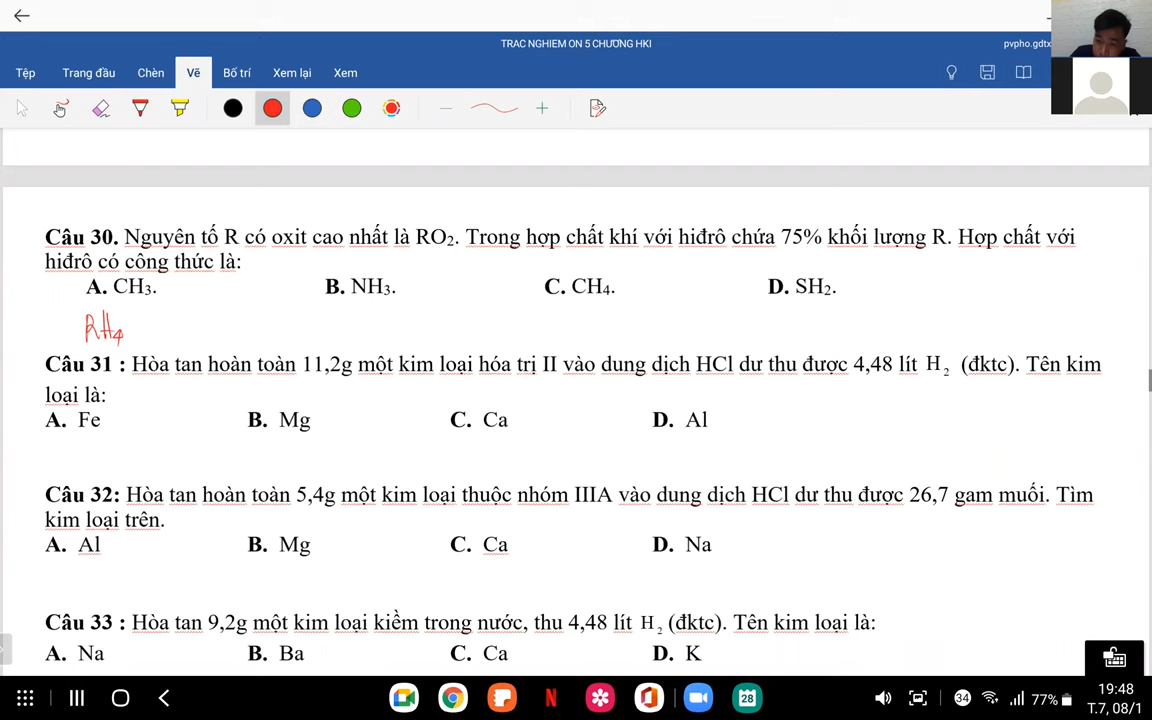 TRAC NGHIEM ON 5 CHƯƠNG HKI
pvpho.gdtx
Tệp Trang đầu Chèn Vẽ Bố trí Xem lại Xem
Câu 30. Nguyên tố R có oxit cao nhất là RO₂. Trong hợp chất khí với hiđrô chứa 75% khối lượng R. Hợp chất với
hiđrô có công thức là:
A. CH₃. B. NH₃. C. CH₄. D. SH₂.
RH₄
Câu 31 : Hòa tan hoàn toàn 11,2g một kim loại hóa trị II vào dung dịch HCl dư thu được 4,48 lít H₂ (đktc). Tên kim
loại là:
A. Fe B. Mg C. Ca D. Al
Câu 32: Hòa tan hoàn toàn 5,4g một kim loại thuộc nhóm IIIA vào dung dịch HCl dư thu được 26,7 gam muối. Tìm
kim loại trên.
A. Al B. Mg C. Ca D. Na
Câu 33 : Hòa tan 9,2g một kim loại kiềm trong nước, thu 4,48 lít H₂ (đktc). Tên kim loại là:
A. Na B. Ba C. Ca D. K
N
28
34
77%
19:48
T.7, 08/1